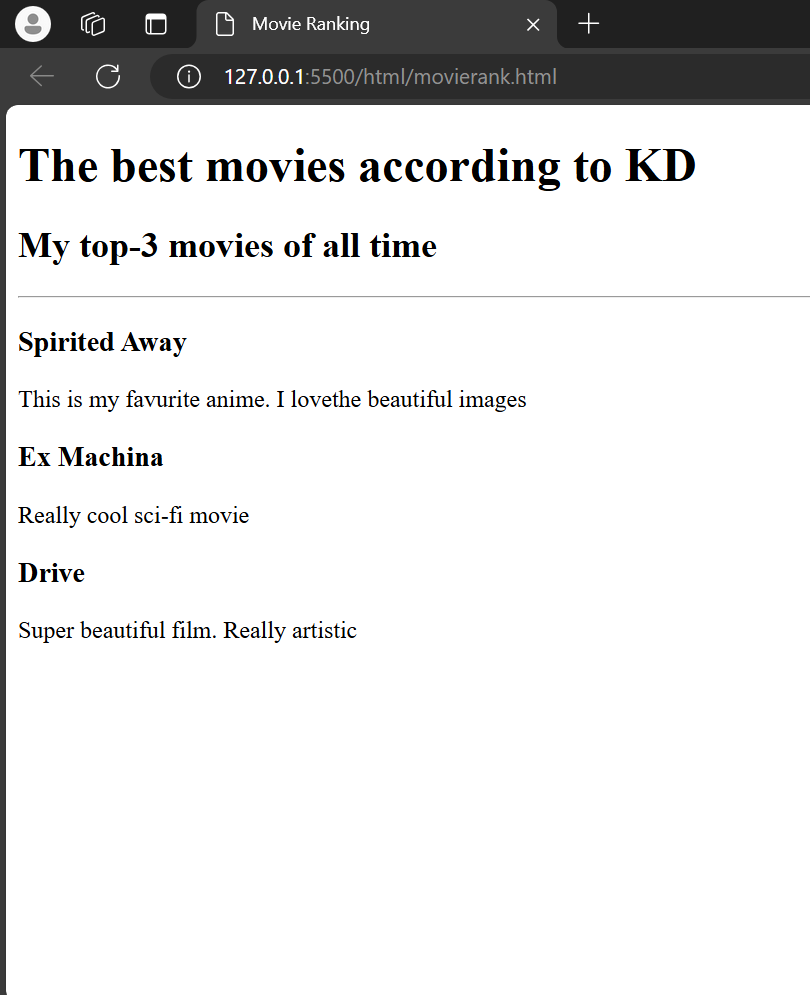 Movie Ranking
127.0.0.1:5500/html/movierank.html
The best movies according to KD
My top-3 movies of all time
Spirited Away
This is my favurite anime. I lovethe beautiful images
Ex Machina
Really cool sci-fi movie
Drive
Super beautiful film. Really artistic